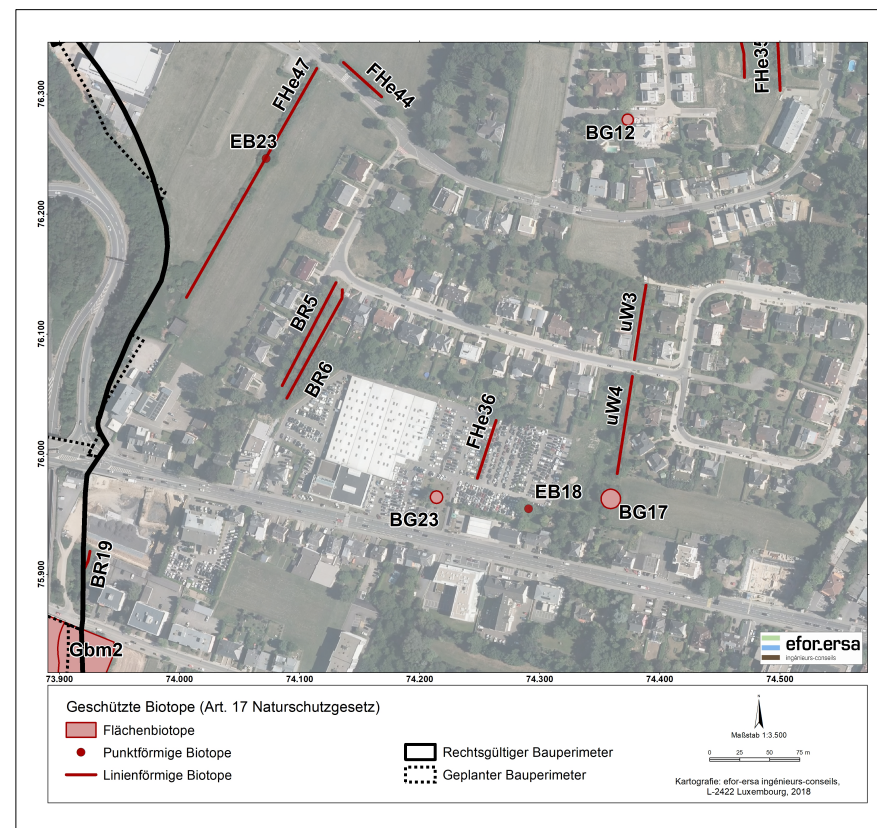 76.300
76.200
76.100
76.000
75.900
FHe47
FHe44
FHe35
EB23
BG12
BR5
BR6
uW3
uW4
FHe36
BG23
EB18
BG17
BR19
Gbm2
efor-ersa
ingénieurs-conseils
73.900 74.000 74.100 74.200 74.300 74.400 74.500
Geschützte Biotope (Art. 17 Naturschutzgesetz)
Flächenbiotope
Punktförmige Biotope
Linienförmige Biotope
Rechtsgültiger Bauperimeter
Geplanter Bauperimeter
N
Maßstab 1:3.500
0 25 50 75 m
Kartografie: efor-ersa ingénieurs-conseils,
L-2422 Luxembourg, 2018